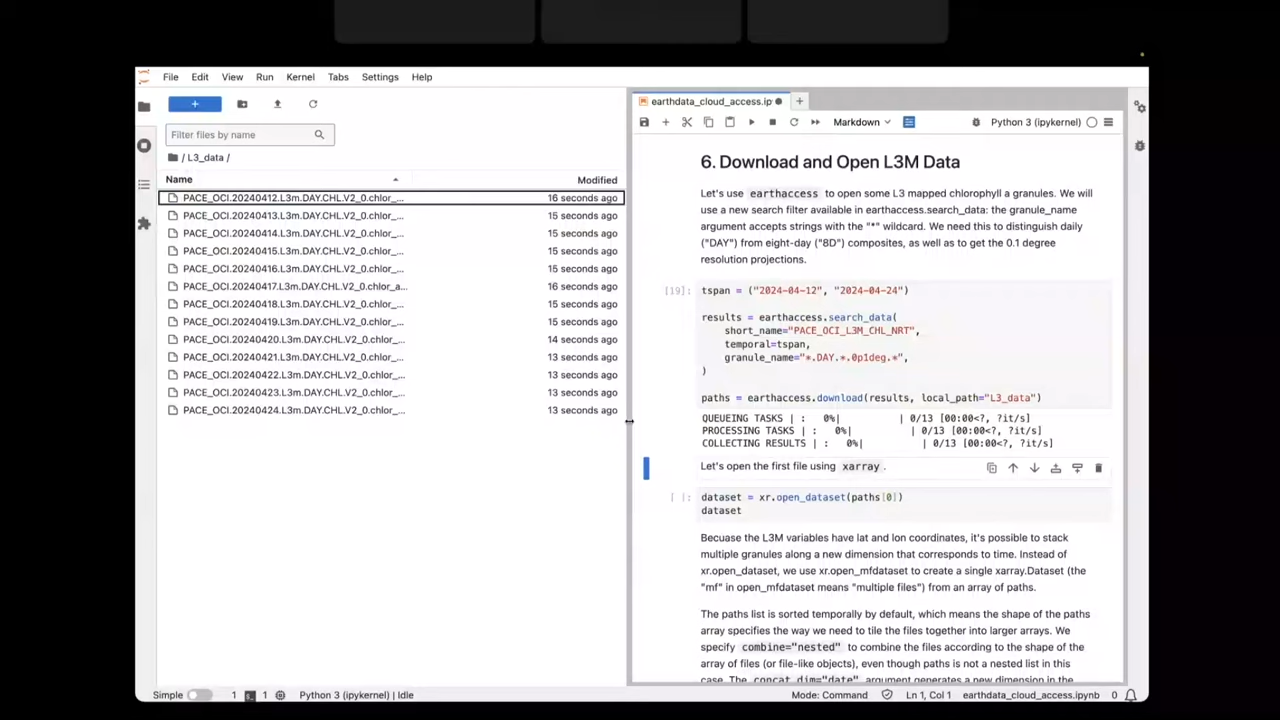 File Edit View Run Kernel Tabs Settings Help
Filter files by name
/ L3_data /
Name Modified
PACE_OCI.20240412.L3m.DAY.CHL.V2_0.chlor_... 16 seconds ago
PACE_OCI.20240413.L3m.DAY.CHL.V2_0.chlor_... 15 seconds ago
PACE_OCI.20240414.L3m.DAY.CHL.V2_0.chlor_... 15 seconds ago
PACE_OCI.20240415.L3m.DAY.CHL.V2_0.chlor_... 15 seconds ago
PACE_OCI.20240416.L3m.DAY.CHL.V2_0.chlor_... 15 seconds ago
PACE_OCI.20240417.L3m.DAY.CHL.V2_0.chlor_a... 16 seconds ago
PACE_OCI.20240418.L3m.DAY.CHL.V2_0.chlor_... 15 seconds ago
PACE_OCI.20240419.L3m.DAY.CHL.V2_0.chlor_... 15 seconds ago
PACE_OCI.20240420.L3m.DAY.CHL.V2_0.chlor_... 14 seconds ago
PACE_OCI.20240421.L3m.DAY.CHL.V2_0.chlor_... 13 seconds ago
PACE_OCI.20240422.L3m.DAY.CHL.V2_0.chlor_... 13 seconds ago
PACE_OCI.20240423.L3m.DAY.CHL.V2_0.chlor_... 13 seconds ago
PACE_OCI.20240424.L3m.DAY.CHL.V2_0.chlor_... 13 seconds ago
earthdata_cloud_access.ip
Markdown Python 3 (ipykernel)
6. Download and Open L3M Data
Let's use earthaccess to open some L3 mapped chlorophyll a granules. We will
use a new search filter available in earthaccess.search_data: the granule_name
argument accepts strings with the "*" wildcard. We need this to distinguish daily
("DAY") from eight-day ("8D") composites, as well as to get the 0.1 degree
resolution projections.
[19]: tspan = ("2024-04-12", "2024-04-24")
results = earthaccess.search_data(
short_name="PACE_OCI_L3M_CHL_NRT",
temporal=tspan,
granule_name="*.DAY.*.0p1deg.*",
)
paths = earthaccess.download(results, local_path="L3_data")
QUEUEING TASKS | : 0%| | 0/13 [00:00<?, ?it/s]
PROCESSING TASKS | : 0%| | 0/13 [00:00<?, ?it/s]
COLLECTING RESULTS | : 0%| | 0/13 [00:00<?, ?it/s]
Let's open the first file using xarray .
[ ]: dataset = xr.open_dataset(paths[0])
dataset
Becuase the L3M variables have lat and lon coordinates, it's possible to stack
multiple granules along a new dimension that corresponds to time. Instead of
xr.open_dataset, we use xr.open_mfdataset to create a single xarray.Dataset (the
"mf" in open_mfdataset means "multiple files") from an array of paths.
The paths list is sorted temporally by default, which means the shape of the paths
array specifies the way we need to tile the files together into larger arrays. We
specify combine="nested" to combine the files according to the shape of the
array of files (or file-like objects), even though paths is not a nested list in this
case. The concat_dim="date" argument generates a new dimension in the
Simple 1 1 Python 3 (ipykernel) | Idle Mode: Command Ln 1, Col 1 earthdata_cloud_access.ipynb 0